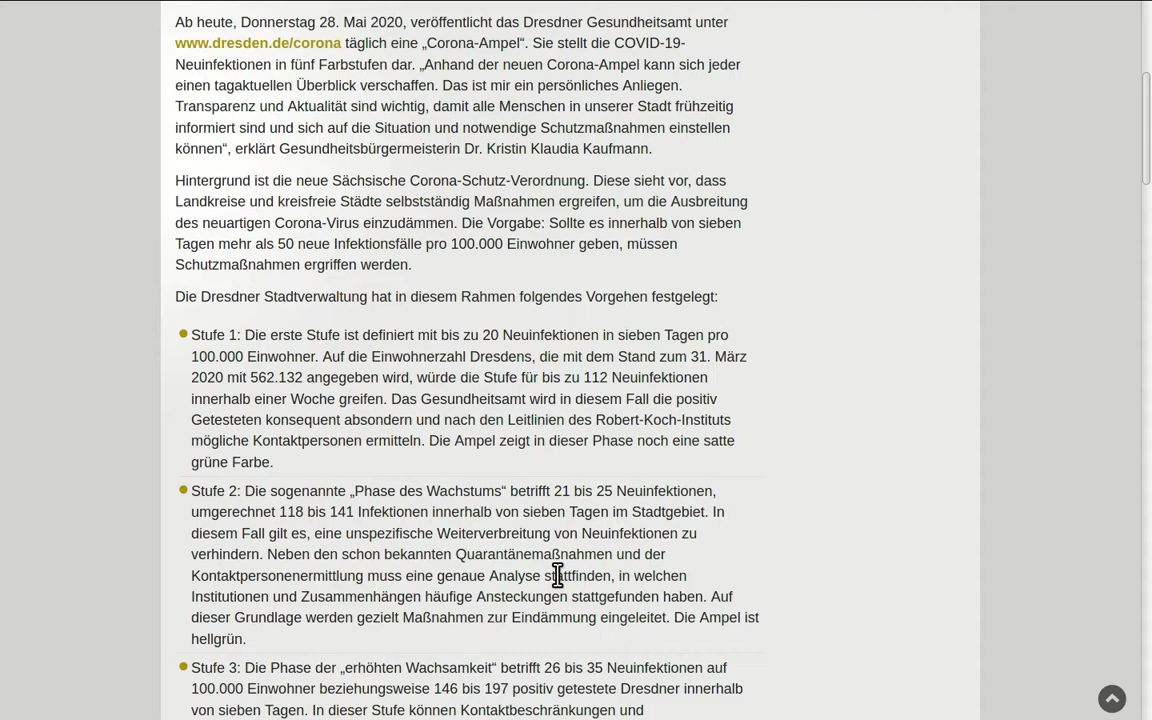 Ab heute, Donnerstag 28. Mai 2020, veröffentlicht das Dresdner Gesundheitsamt unter
www.dresden.de/corona täglich eine „Corona-Ampel“. Sie stellt die COVID-19-
Neuinfektionen in fünf Farbstufen dar. „Anhand der neuen Corona-Ampel kann sich jeder
einen tagaktuellen Überblick verschaffen. Das ist mir ein persönliches Anliegen.
Transparenz und Aktualität sind wichtig, damit alle Menschen in unserer Stadt frühzeitig
informiert sind und sich auf die Situation und notwendige Schutzmaßnahmen einstellen
können“, erklärt Gesundheitsbürgermeisterin Dr. Kristin Klaudia Kaufmann.
Hintergrund ist die neue Sächsische Corona-Schutz-Verordnung. Diese sieht vor, dass
Landkreise und kreisfreie Städte selbstständig Maßnahmen ergreifen, um die Ausbreitung
des neuartigen Corona-Virus einzudämmen. Die Vorgabe: Sollte es innerhalb von sieben
Tagen mehr als 50 neue Infektionsfälle pro 100.000 Einwohner geben, müssen
Schutzmaßnahmen ergriffen werden.
Die Dresdner Stadtverwaltung hat in diesem Rahmen folgendes Vorgehen festgelegt:
Stufe 1: Die erste Stufe ist definiert mit bis zu 20 Neuinfektionen in sieben Tagen pro
100.000 Einwohner. Auf die Einwohnerzahl Dresdens, die mit dem Stand zum 31. März
2020 mit 562.132 angegeben wird, würde die Stufe für bis zu 112 Neuinfektionen
innerhalb einer Woche greifen. Das Gesundheitsamt wird in diesem Fall die positiv
Getesteten konsequent absondern und nach den Leitlinien des Robert-Koch-Instituts
mögliche Kontaktpersonen ermitteln. Die Ampel zeigt in dieser Phase noch eine satte
grüne Farbe.
Stufe 2: Die sogenannte „Phase des Wachstums“ betrifft 21 bis 25 Neuinfektionen,
umgerechnet 118 bis 141 Infektionen innerhalb von sieben Tagen im Stadtgebiet. In
diesem Fall gilt es, eine unspezifische Weiterverbreitung von Neuinfektionen zu
verhindern. Neben den schon bekannten Quarantänemaßnahmen und der
Kontaktpersonenermittlung muss eine genaue Analyse stattfinden, in welchen
Institutionen und Zusammenhängen häufige Ansteckungen stattgefunden haben. Auf
dieser Grundlage werden gezielt Maßnahmen zur Eindämmung eingeleitet. Die Ampel ist
hellgrün.
Stufe 3: Die Phase der „erhöhten Wachsamkeit“ betrifft 26 bis 35 Neuinfektionen auf
100.000 Einwohner beziehungsweise 146 bis 197 positiv getestete Dresdner innerhalb
von sieben Tagen. In dieser Stufe können Kontaktbeschränkungen und